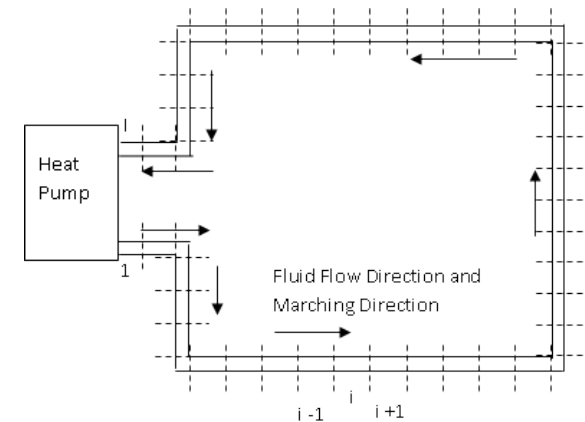 I
Heat
Pump
1
Fluid Flow Direction and
Marching Direction
i -1
i
i +1